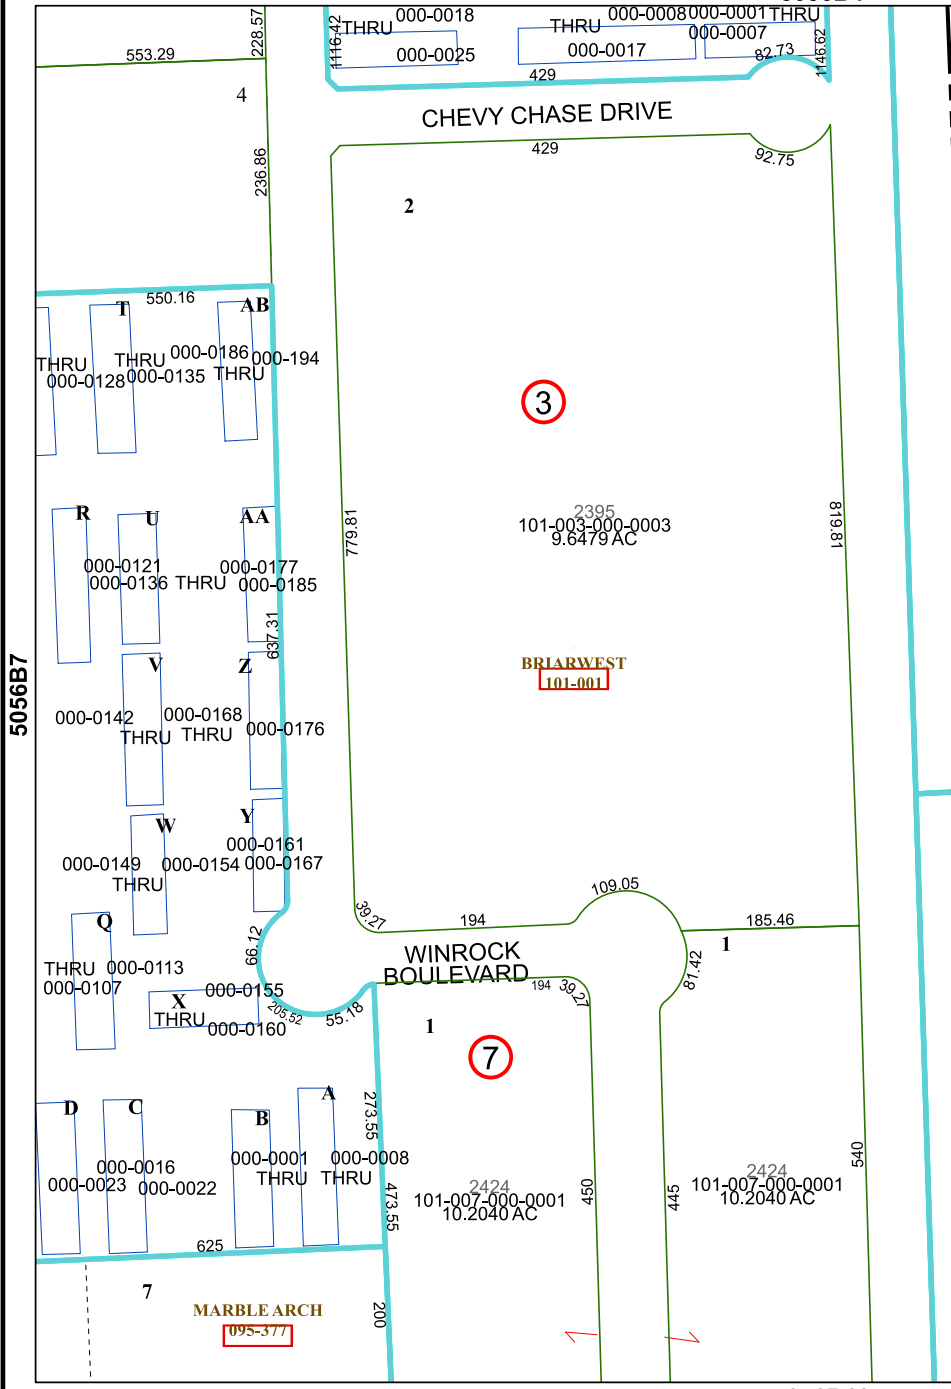 228.57
1116.42
THRU
000-0018
000-0025
THRU
000-0008
000-0001
THRU
000-0017
000-0007
82.73
1146.62
553.29
4
429
CHEVY CHASE DRIVE
429
92.75
236.86
2
550.16
T
AB
THRU
000-0128
THRU
000-0135
000-0186
THRU
000-194
3
R
U
AA
779.81
2395
101-003-000-0003
9.6479 AC
819.81
000-0121
000-0136
THRU
000-0177
000-0185
637.31
5056B7
V
Z
BRIARWEST
101-001
000-0142
THRU
000-0168
THRU
000-0176
W
Y
000-0161
000-0149
THRU
000-0154
000-0167
39.27
194
109.05
185.46
Q
66.12
WINROCK
BOULEVARD
1
THRU
000-0107
000-0113
X
THRU
000-0155
000-0160
205.52
55.18
194
39.27
81.42
1
7
D
C
B
A
273.55
000-0016
000-0023
000-0022
000-0001
THRU
THRU
000-0008
473.55
2424
101-007-000-0001
10.2040 AC
450
445
2424
101-007-000-0001
10.2040 AC
540
625
7
MARBLE ARCH
095-377
200